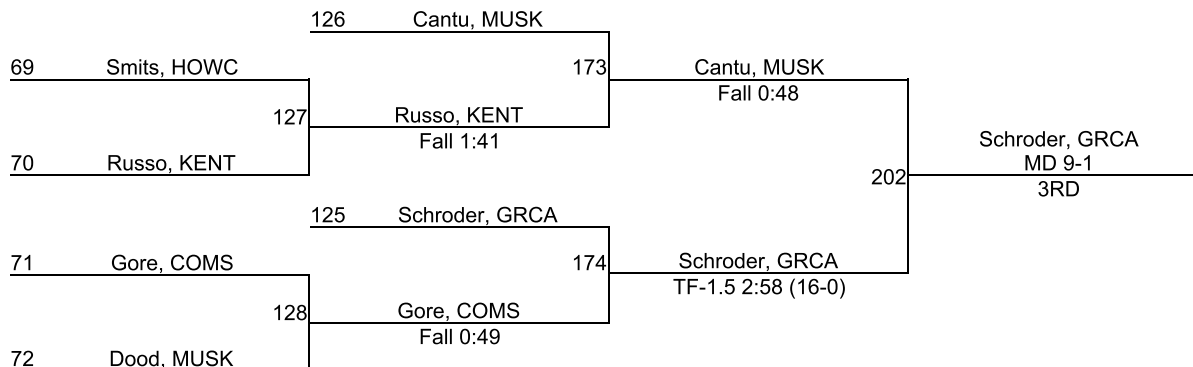 126 Cantu, MUSK
69 Smits, HOWC
173 Cantu, MUSK
Fall 0:48
127 Russo, KENT
Fall 1:41
Schroder, GRCA
MD 9-1
3RD
70 Russo, KENT
202
125 Schroder, GRCA
71 Gore, COMS
174 Schroder, GRCA
TF-1.5 2:58 (16-0)
128 Gore, COMS
Fall 0:49
72 Dood, MUSK